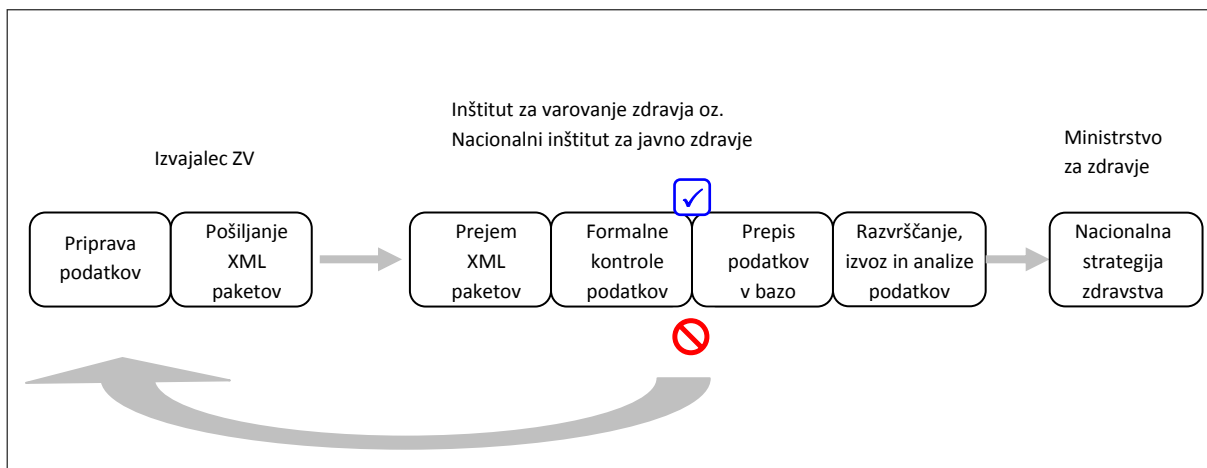 Inštitut za varovanje zdravja oz.
Nacionalni inštitut za javno zdravje
Ministrstvo
za zdravje
Izvajalec ZV
Priprava
podatkov
Pošiljanje
XML
paketov
Prejem
XML
paketov
Formalne
kontrole
podatkov
Prepis
podatkov
v bazo
Razvrščanje,
izvoz in analize
podatkov
Nacionalna
strategija
zdravstva